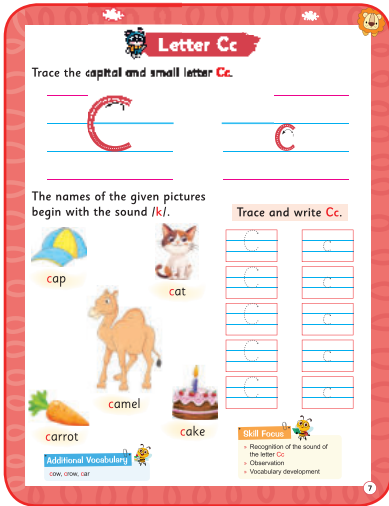 Letter Cc
Trace the capital and small letter Cc.
C
c
The names of the given pictures
begin with the sound /k/.
cap
cat
camel
carrot
cake
Trace and write Cc.
C c
C c
C c
C c
C c
Additional Vocabulary
cow, crow, car
Skill Focus
Recognition of the sound of
the letter Cc
Observation
Vocabulary development
7